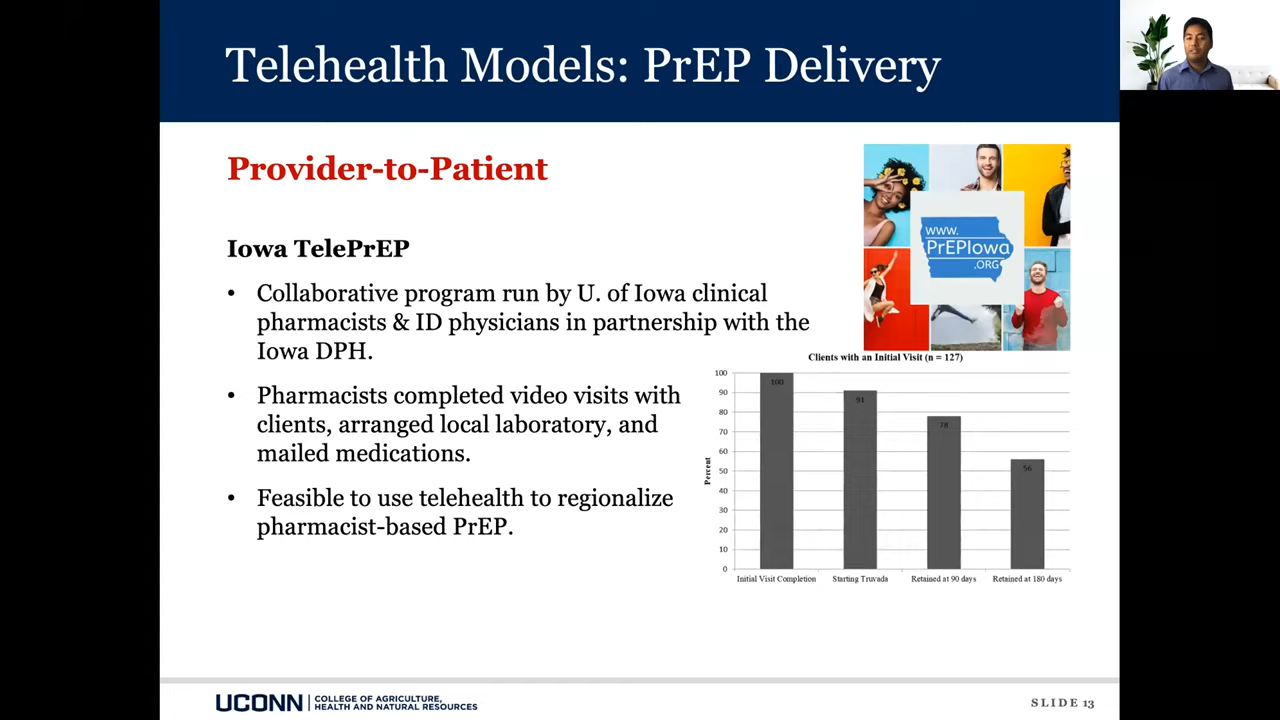 Telehealth Models: PrEP Delivery
Provider-to-Patient
Iowa TelePrEP
• Collaborative program run by U. of Iowa clinical
pharmacists & ID physicians in partnership with the
Iowa DPH.
• Pharmacists completed video visits with
clients, arranged local laboratory, and
mailed medications.
• Feasible to use telehealth to regionalize
pharmacist-based PrEP.
www.
PrEPIowa
.ORG
Clients with an Initial Visit (n = 127)
Percent
100
90
80
70
60
50
40
30
20
10
0
100
91
78
56
Initial Visit Completion
Starting Truvada
Retained at 90 days
Retained at 180 days
UCONN
COLLEGE OF AGRICULTURE,
HEALTH AND NATURAL RESOURCES
SLIDE 13